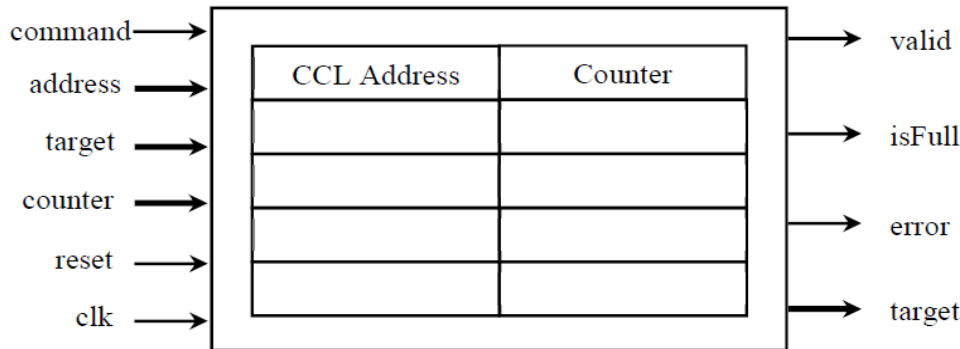 command
address
target
counter
reset
clk
CCL Address
Counter
valid
isFull
error
target